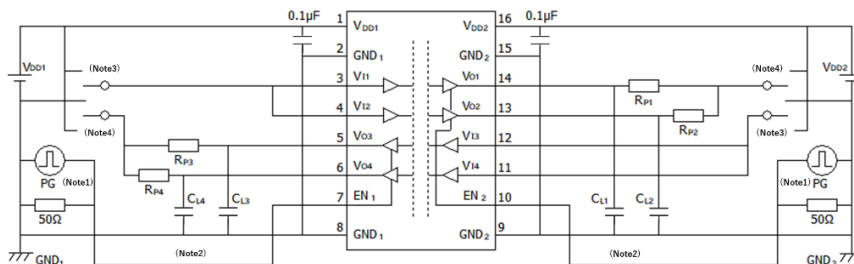 0.1µF 1 16 0.1µF
VDD1 VDD2
2 15
GND1 GND2
VDD1 (Note3) 3 VI1 VO1 14 (Note4) VDD2
RP1
4 VI2 VO2 13
(Note4) RP2 (Note3)
5 VO3 VI3 12
RP3
6 VO4 VI4 11
PG (Note1) RP4 (Note1) PG
7 EN1 EN2 10
CL4 CL3 CL1 CL2
50Ω 50Ω
8 GND1 GND2 9
GND1 (Note2) (Note2) GND2